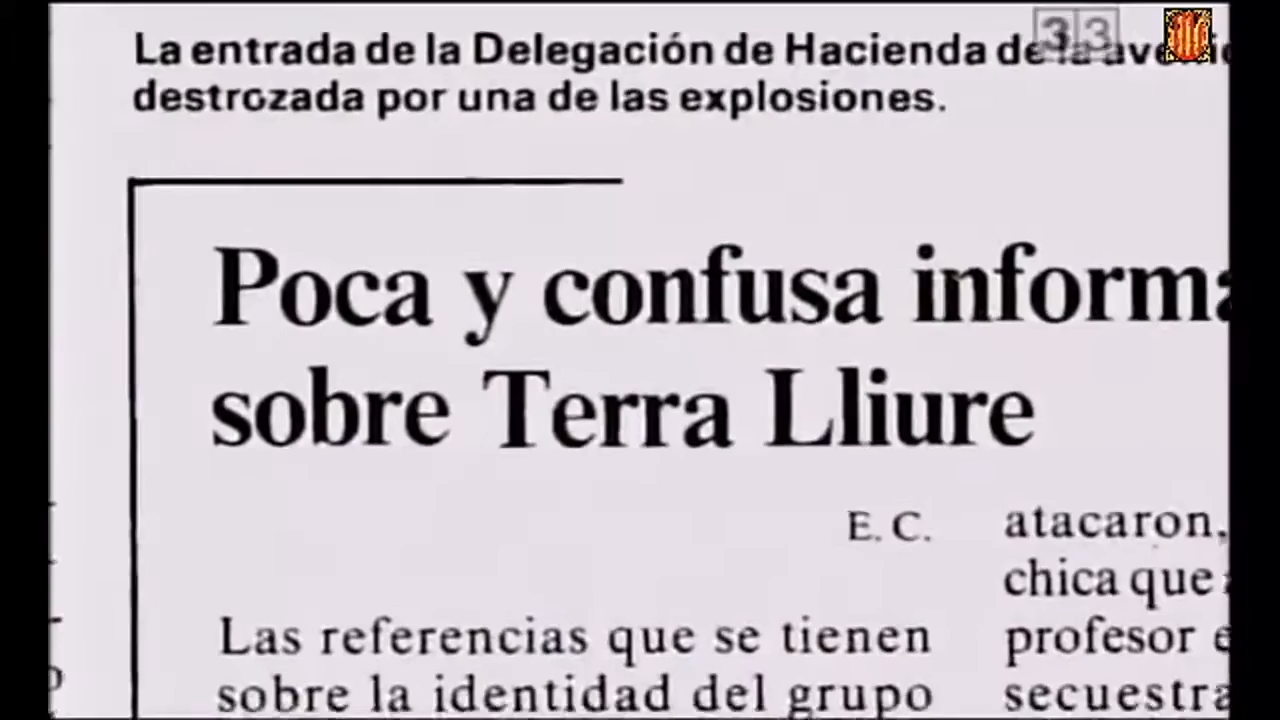 33
La entrada de la Delegación de Hacienda de la
destrozada por una de las explosiones.
Poca y confusa informa
sobre Terra Lliure
E. C.
Las referencias que se tienen
sobre la identidad del grupo
atacaron,
chica que
profesor
secuestra